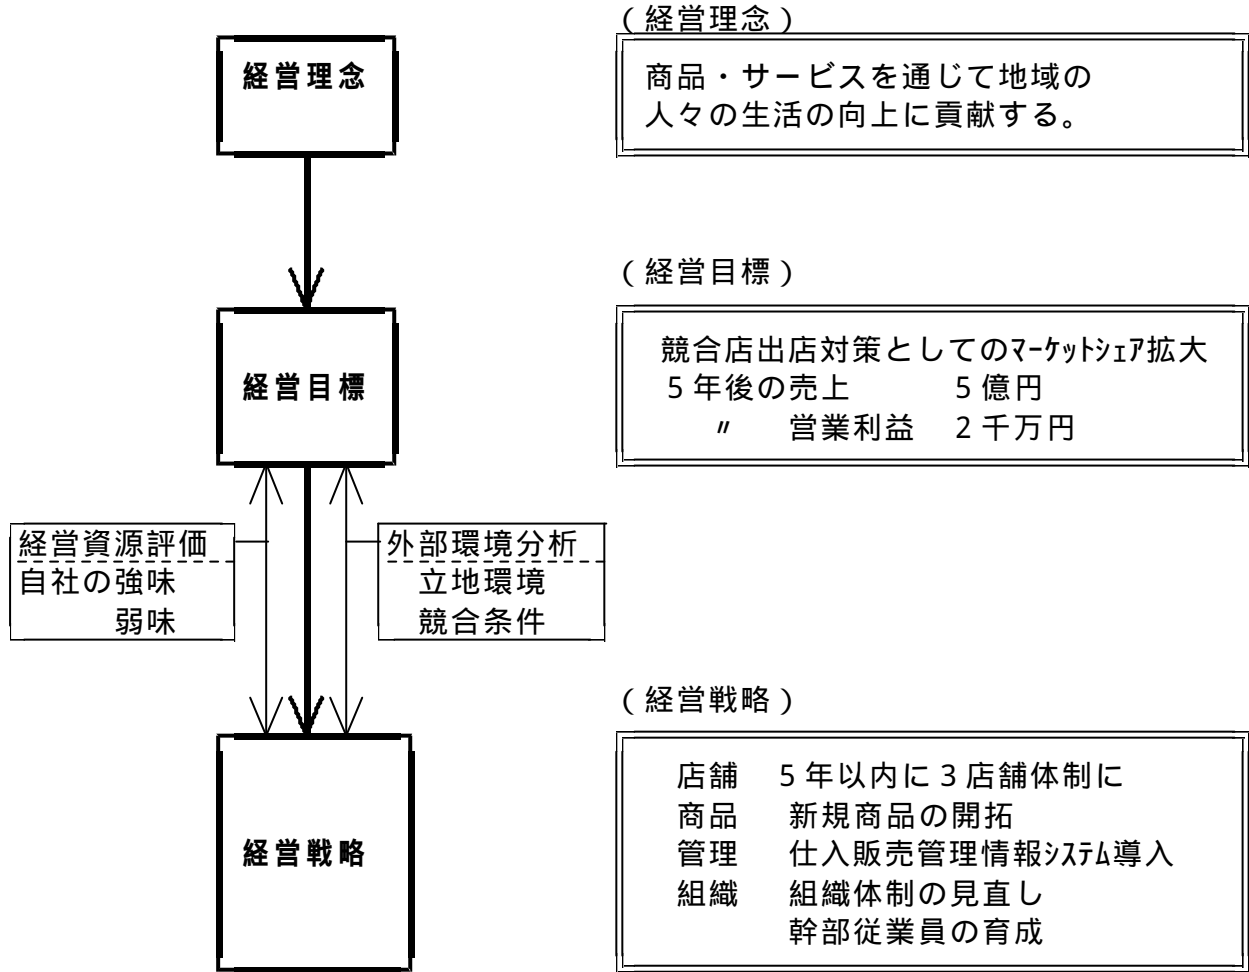 (経営理念)
経営理念
商品・サービスを通じて地域の
人々の生活の向上に貢献する。
(経営目標)
経営目標
競合店出店対策としてのﾏｰｹｯﾄｼｪｱ拡大
5年後の売上 5億円
〃 営業利益 2千万円
経営資源評価
自社の強味
弱味
外部環境分析
立地環境
競合条件
(経営戦略)
経営戦略
店舗 5年以内に3店舗体制に
商品 新規商品の開拓
管理 仕入販売管理情報ｼｽﾃﾑ導入
組織 組織体制の見直し
幹部従業員の育成